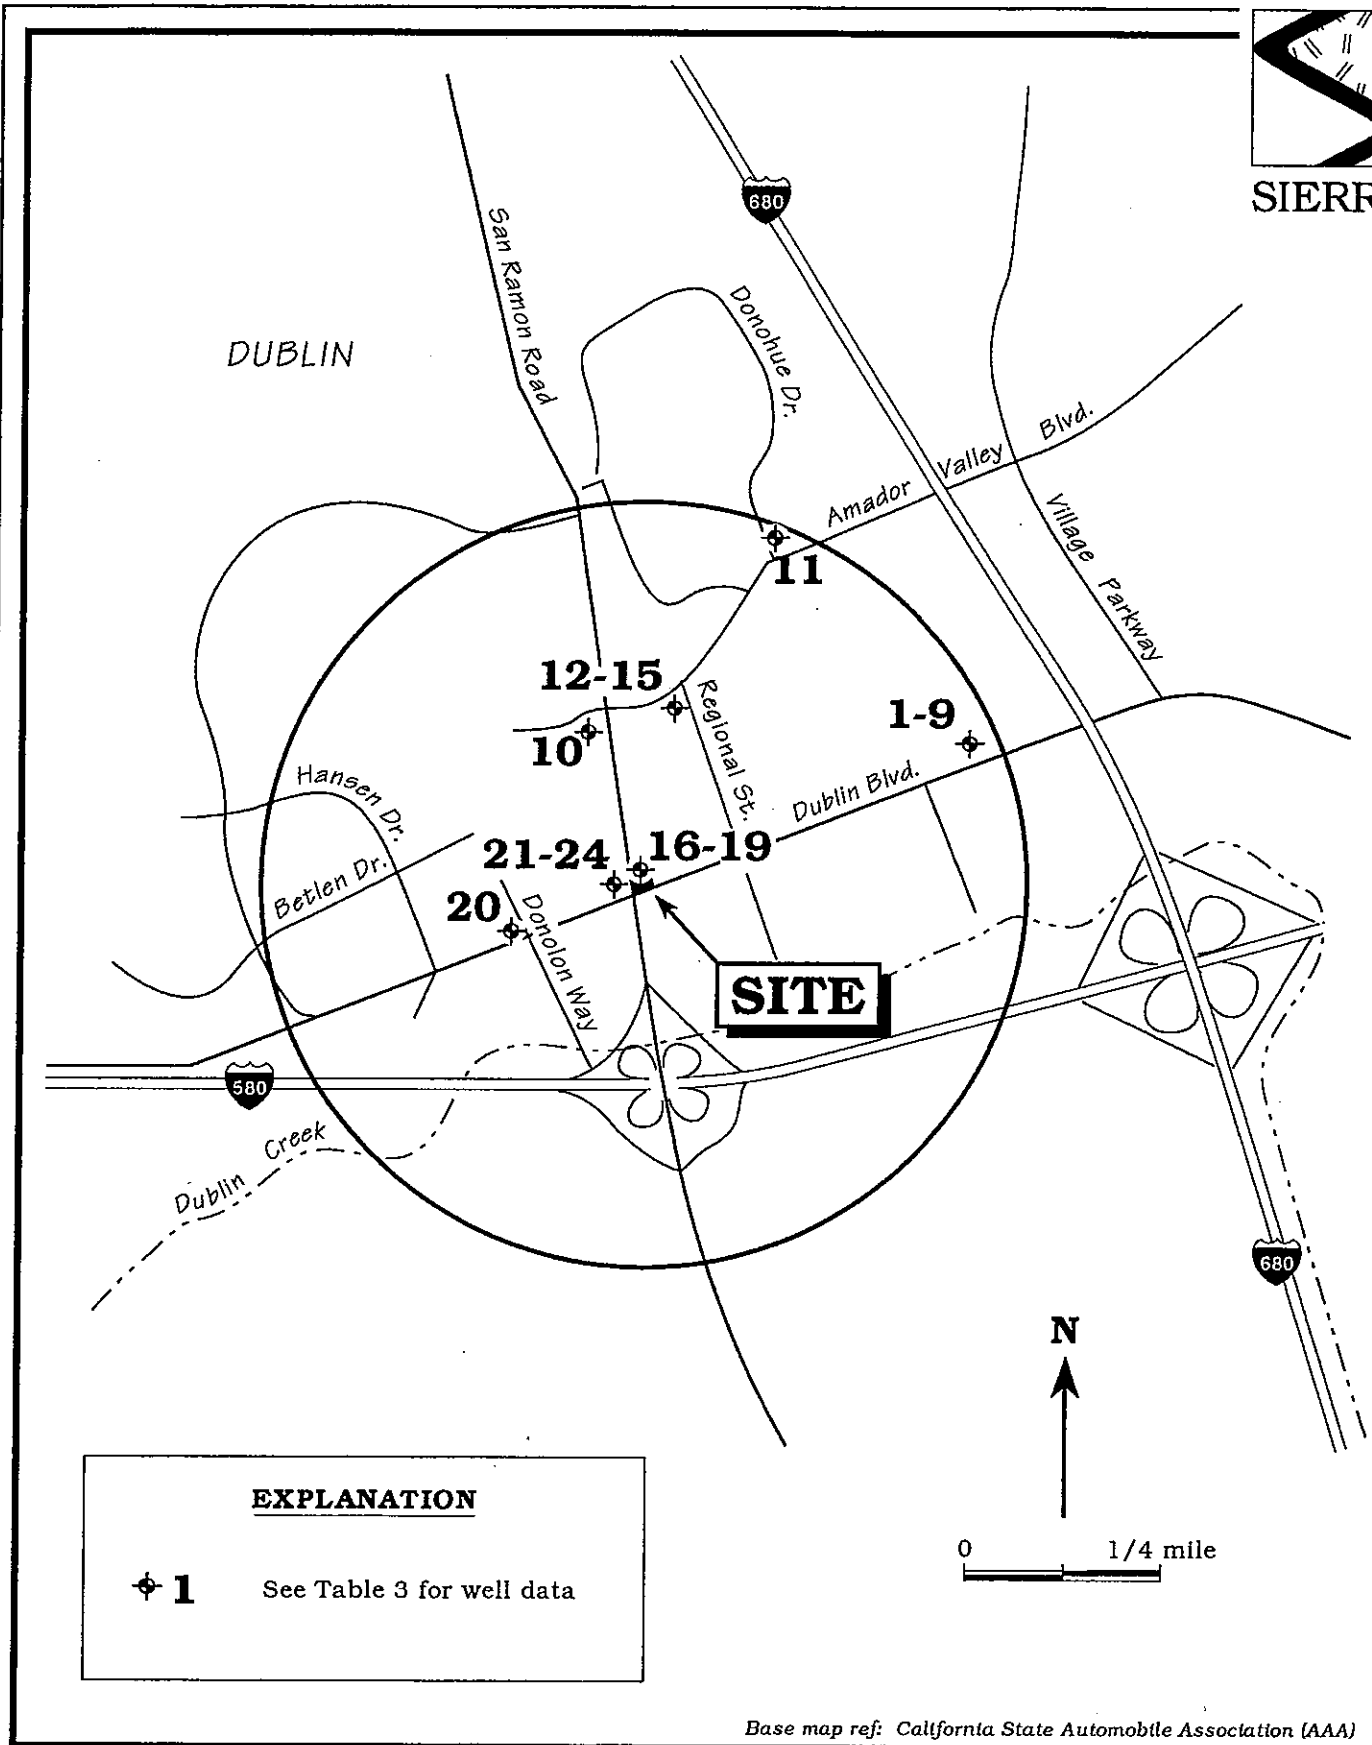 SIERR
680
San Ramon Road
Donohue Dr.
DUBLIN
Amador Valley Blvd.
Village Parkway
11
12-15
Regional St.
1-9
10
Hansen Dr.
Dublin Blvd.
16-19
21-24
Betlen Dr.
20
Donolon Way
SITE
580
Dublin Creek
680
N
EXPLANATION
0 1/4 mile
1 See Table 3 for well data
Base map ref: California State Automobile Association (AAA)